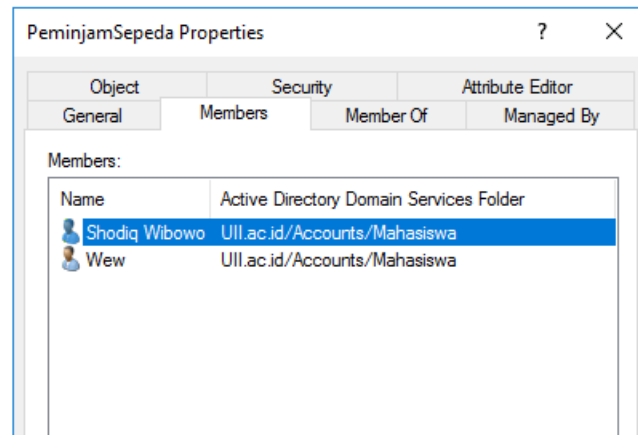 PeminjamSepeda Properties ?
Object Security Attribute Editor
General Members Member Of Managed By
Members:
Name Active Directory Domain Services Folder
Shodiq Wibowo UII.ac.id/Accounts/Mahasiswa
Wew UII.ac.id/Accounts/Mahasiswa